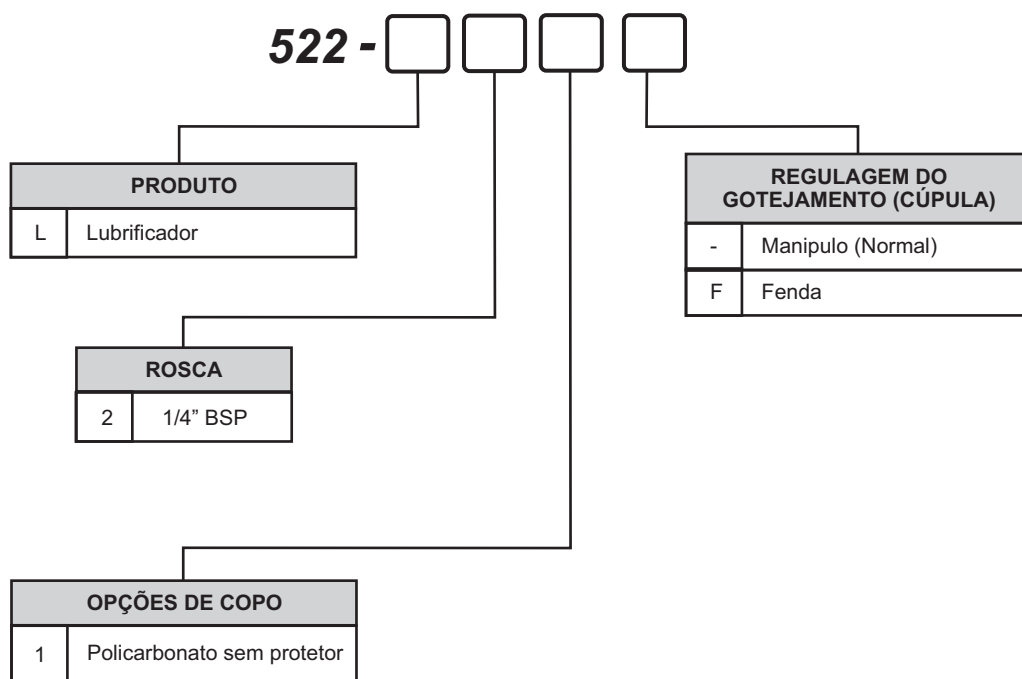 522 -
PRODUTO
L Lubrificador
REGULAGEM DO
GOTEJAMENTO (CÚPULA)
- Manipulo (Normal)
F Fenda
ROSCA
2 1/4” BSP
OPÇÕES DE COPO
1 Policarbonato sem protetor